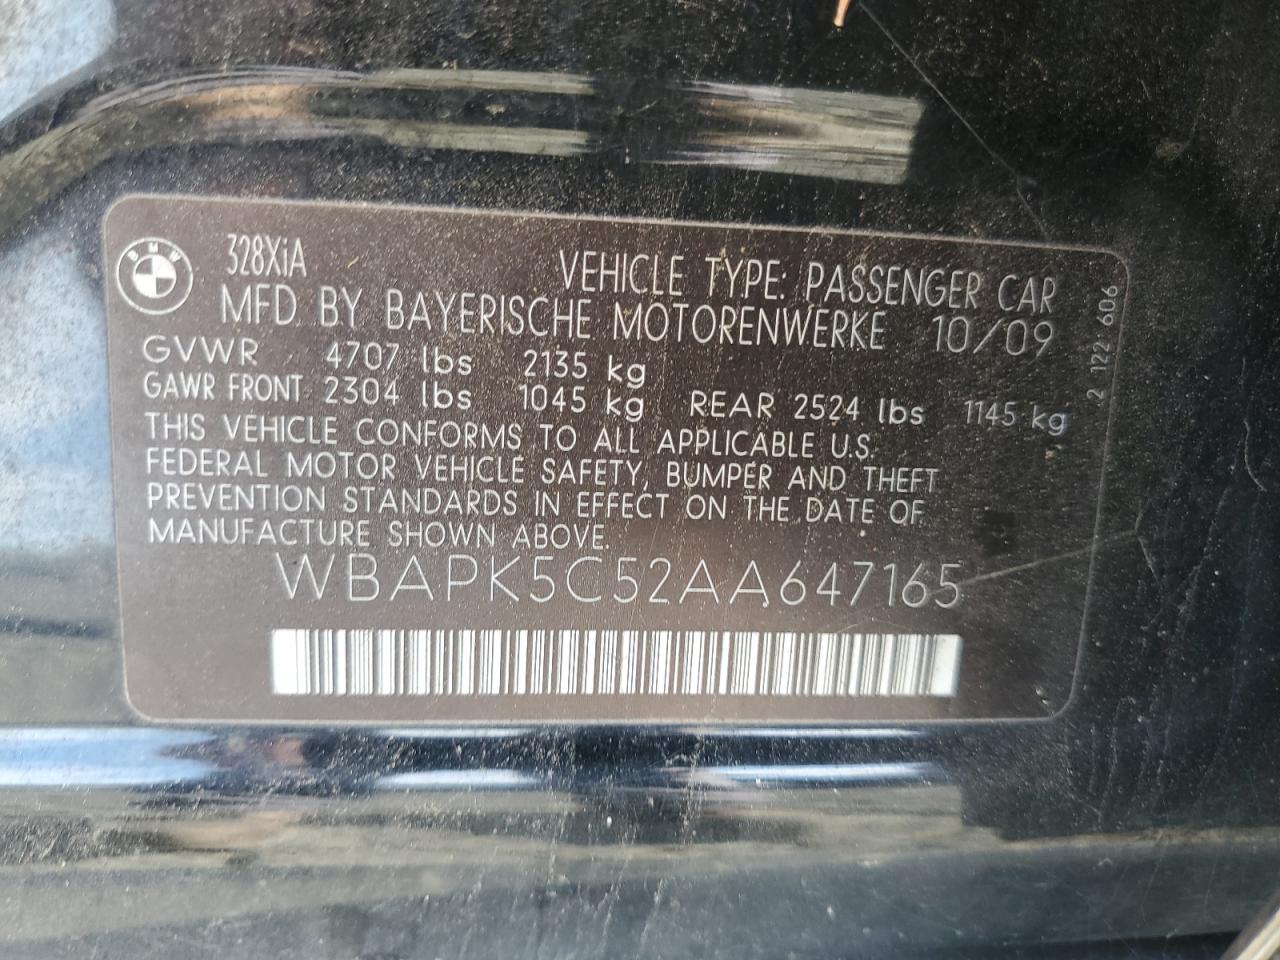 BMW
328XiA
VEHICLE TYPE: PASSENGER CAR
MFD. BY BAYERISCHE MOTORENWERKE 10/09
GVWR 4707 lbs 2135 kg
GAWR FRONT 2304 lbs 1045 kg REAR 2524 lbs 1145 kg
THIS VEHICLE CONFORMS TO ALL APPLICABLE U.S.
FEDERAL MOTOR VEHICLE SAFETY, BUMPER AND THEFT
PREVENTION STANDARDS IN EFFECT ON THE DATE OF
MANUFACTURE SHOWN ABOVE.
WBAPK5C52AA647165
2 122 606